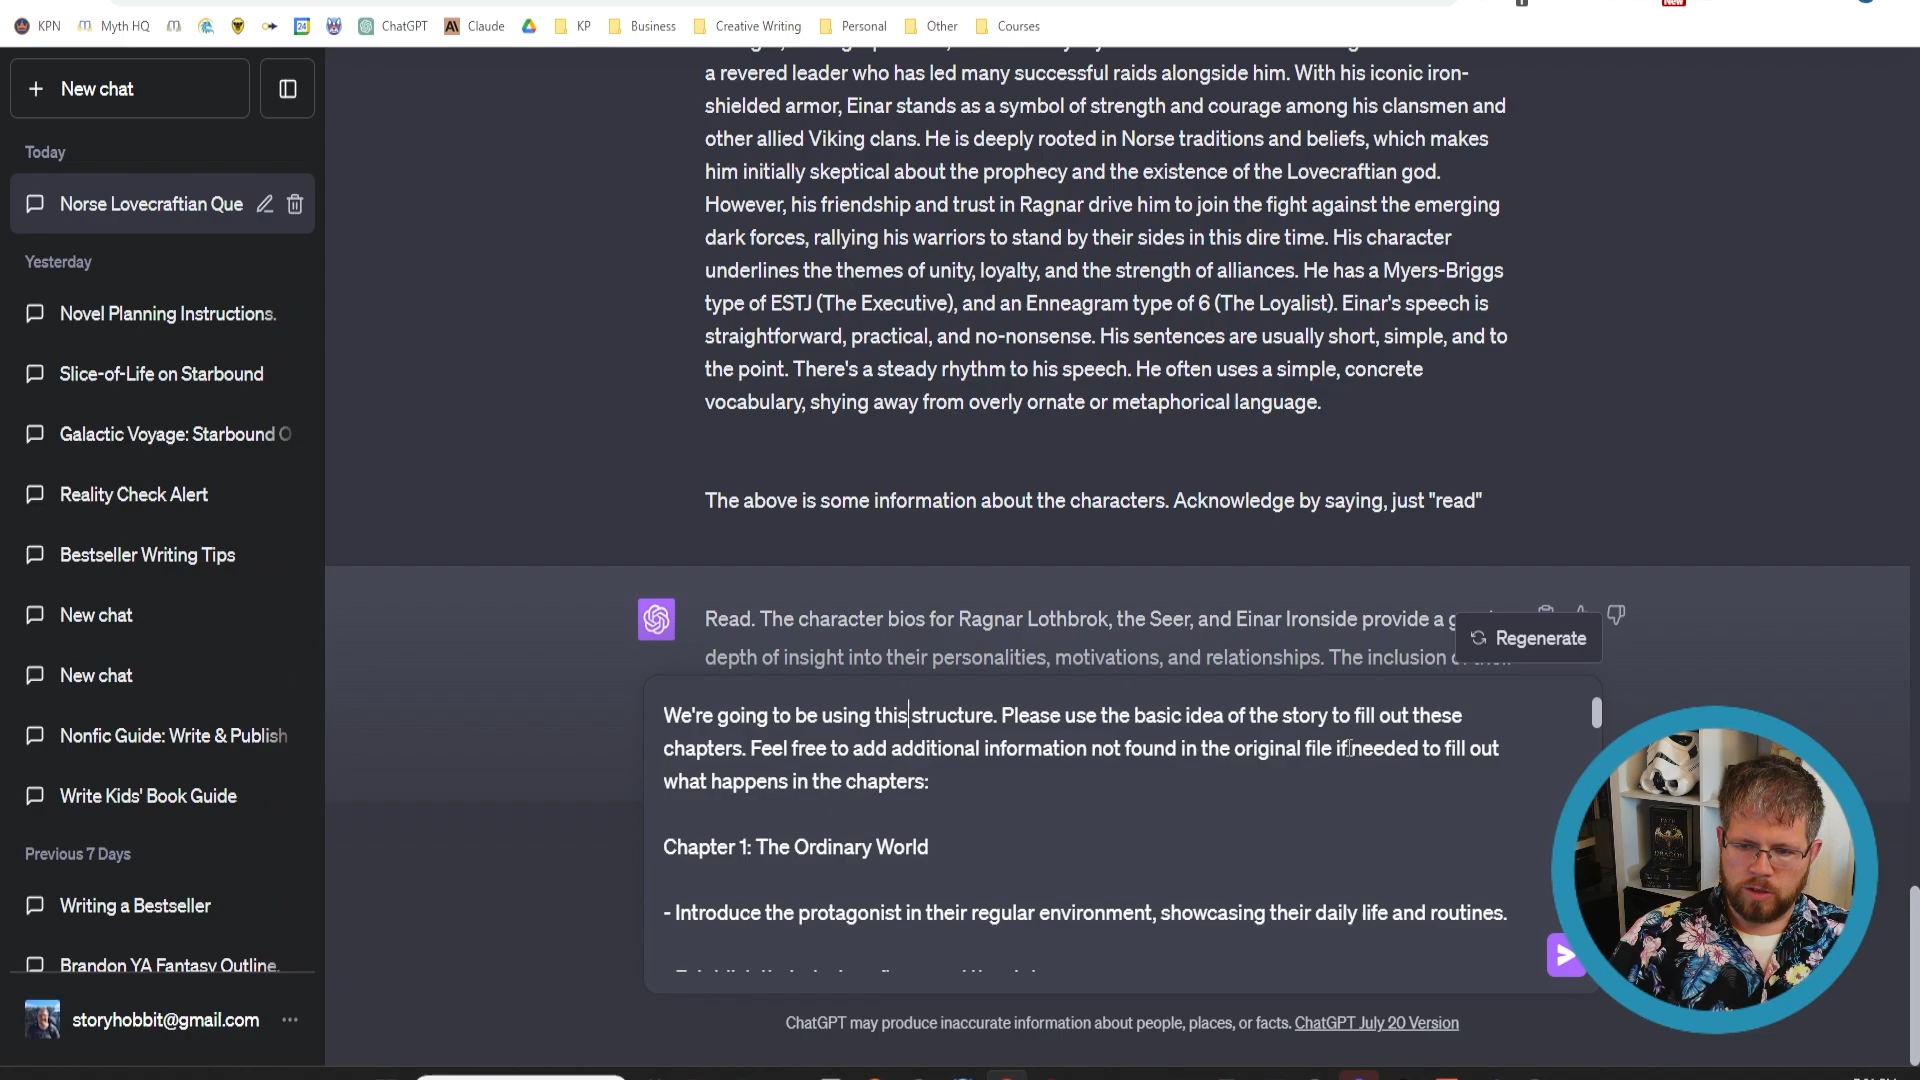 New
KPN Myth HQ 24 ChatGPT Claude KP Business Creative Writing Personal Other Courses
New chat
Today
Norse Lovecraftian Que
Yesterday
Novel Planning Instructions.
Slice-of-Life on Starbound
Galactic Voyage: Starbound O
Reality Check Alert
Bestseller Writing Tips
New chat
New chat
Nonfic Guide: Write & Publish
Write Kids' Book Guide
Previous 7 Days
Writing a Bestseller
Brandon YA Fantasy Outline.
storyhobbit@gmail.com
a revered leader who has led many successful raids alongside him. With his iconic iron-
shielded armor, Einar stands as a symbol of strength and courage among his clansmen and
other allied Viking clans. He is deeply rooted in Norse traditions and beliefs, which makes
him initially skeptical about the prophecy and the existence of the Lovecraftian god.
However, his friendship and trust in Ragnar drive him to join the fight against the emerging
dark forces, rallying his warriors to stand by their sides in this dire time. His character
underlines the themes of unity, loyalty, and the strength of alliances. He has a Myers-Briggs
type of ESTJ (The Executive), and an Enneagram type of 6 (The Loyalist). Einar's speech is
straightforward, practical, and no-nonsense. His sentences are usually short, simple, and to
the point. There's a steady rhythm to his speech. He often uses a simple, concrete
vocabulary, shying away from overly ornate or metaphorical language.
The above is some information about the characters. Acknowledge by saying, just "read"
Read. The character bios for Ragnar Lothbrok, the Seer, and Einar Ironside provide a
depth of insight into their personalities, motivations, and relationships. The inclusion
Regenerate
We're going to be using this structure. Please use the basic idea of the story to fill out these
chapters. Feel free to add additional information not found in the original file if needed to fill out
what happens in the chapters:
Chapter 1: The Ordinary World
- Introduce the protagonist in their regular environment, showcasing their daily life and routines.
ChatGPT may produce inaccurate information about people, places, or facts. ChatGPT July 20 Version